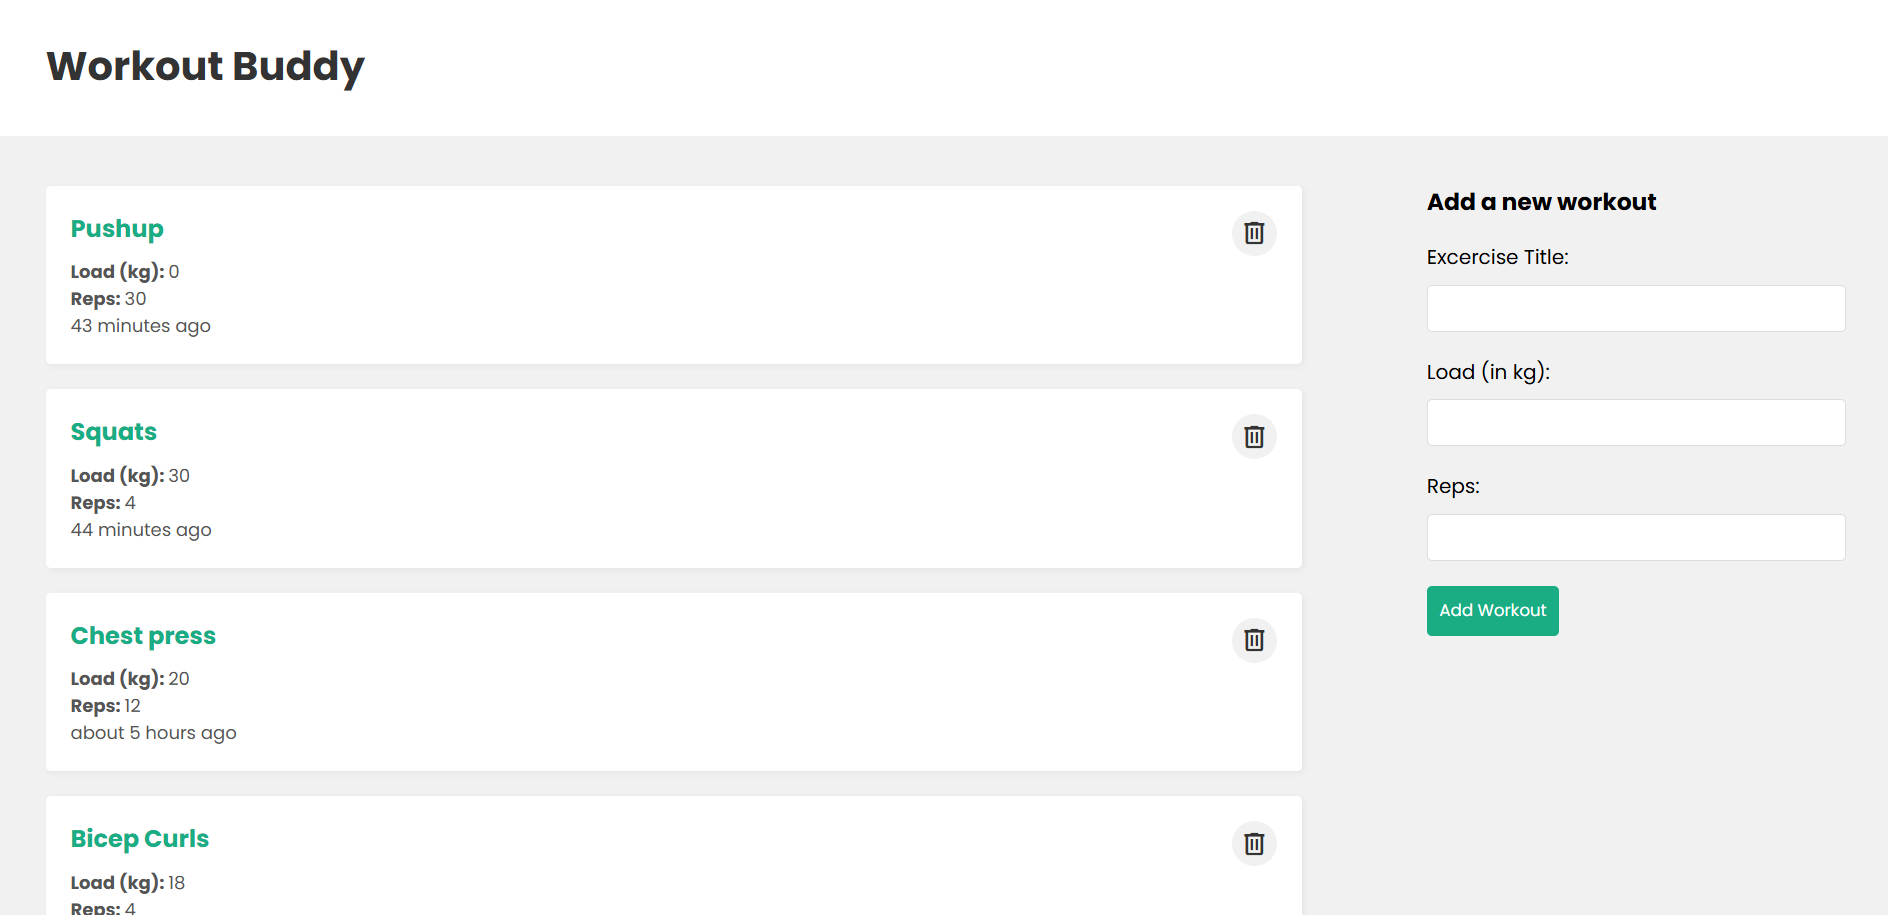 Workout Buddy
Pushup
Load (kg): 0
Reps: 30
43 minutes ago
Squats
Load (kg): 30
Reps: 4
44 minutes ago
Chest press
Load (kg): 20
Reps: 12
about 5 hours ago
Bicep Curls
Load (kg): 18
Reps: 4
Add a new workout
Excercise Title:
Load (in kg):
Reps:
Add Workout